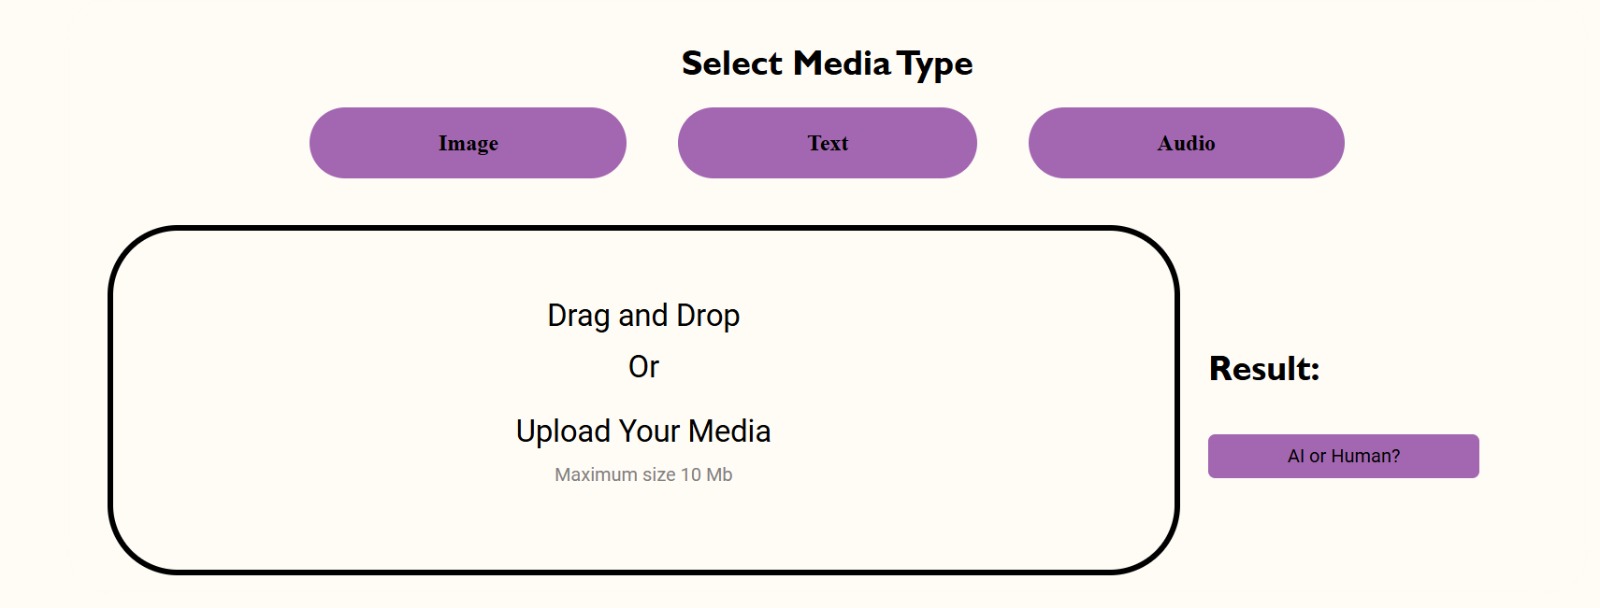 Select Media Type
Image
Text
Audio
Drag and Drop
Or
Upload Your Media
Maximum size 10 Mb
Result:
AI or Human?